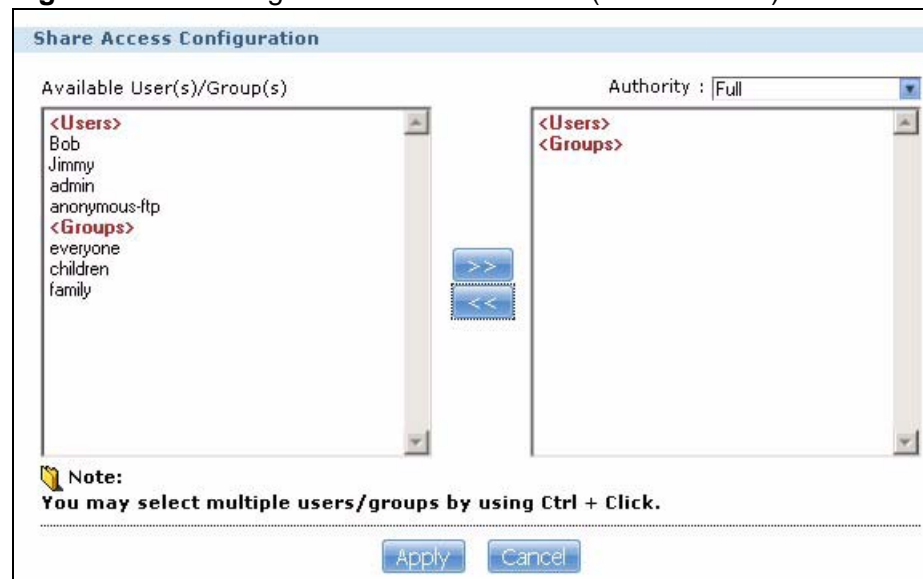 Share Access Configuration
Available User(s)/Group(s)
Authority : Full
<Users>
Bob
Jimmy
admin
anonymous-ftp
<Groups>
everyone
children
family
>>
<<
<Users>
<Groups>
Note:
You may select multiple users/groups by using Ctrl + Click.
Apply Cancel